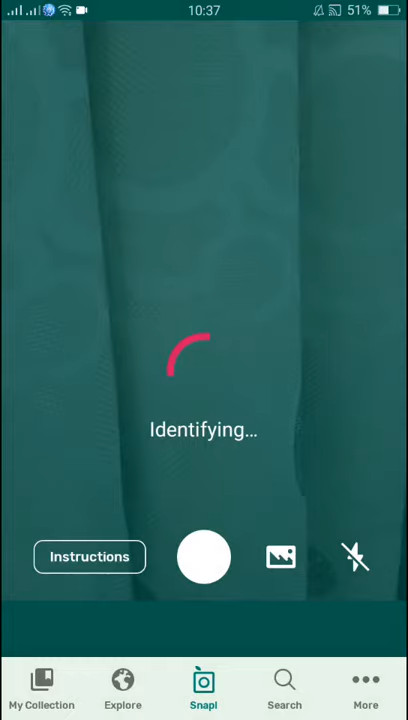 10:37
51%
Identifying...
Instructions
My Collection
Explore
Snap!
Search
More